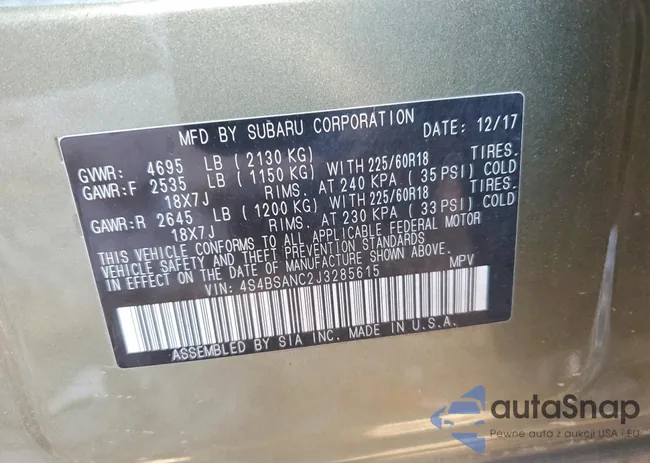 MFD BY SUBARU CORPORATION DATE: 12/17
GVWR: 4695 LB (2130 KG)
GAWR:F 2535 LB (1150 KG) WITH 225/60R18 TIRES.
18X7J RIMS. AT 240 KPA (35 PSI) COLD
GAWR:R 2645 LB (1200 KG) WITH 225/60R18 TIRES.
18X7J RIMS. AT 230 KPA (33 PSI) COLD
THIS VEHICLE CONFORMS TO ALL APPLICABLE FEDERAL MOTOR
VEHICLE SAFETY AND THEFT PREVENTION STANDARDS
IN EFFECT ON THE DATE OF MANUFACTURE SHOWN ABOVE.
VIN: 4S4BSANC2J3285615 MPV
ASSEMBLED BY SIA INC. MADE IN U.S.A.
autaSnap
Pewne auta z aukcji USA i EU